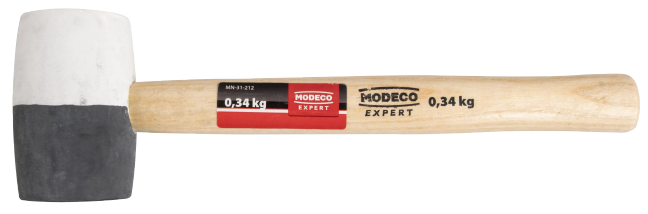 MN-31-212
0,34 kg
MODECO
EXPERT
MODECO
EXPERT
0,34 kg